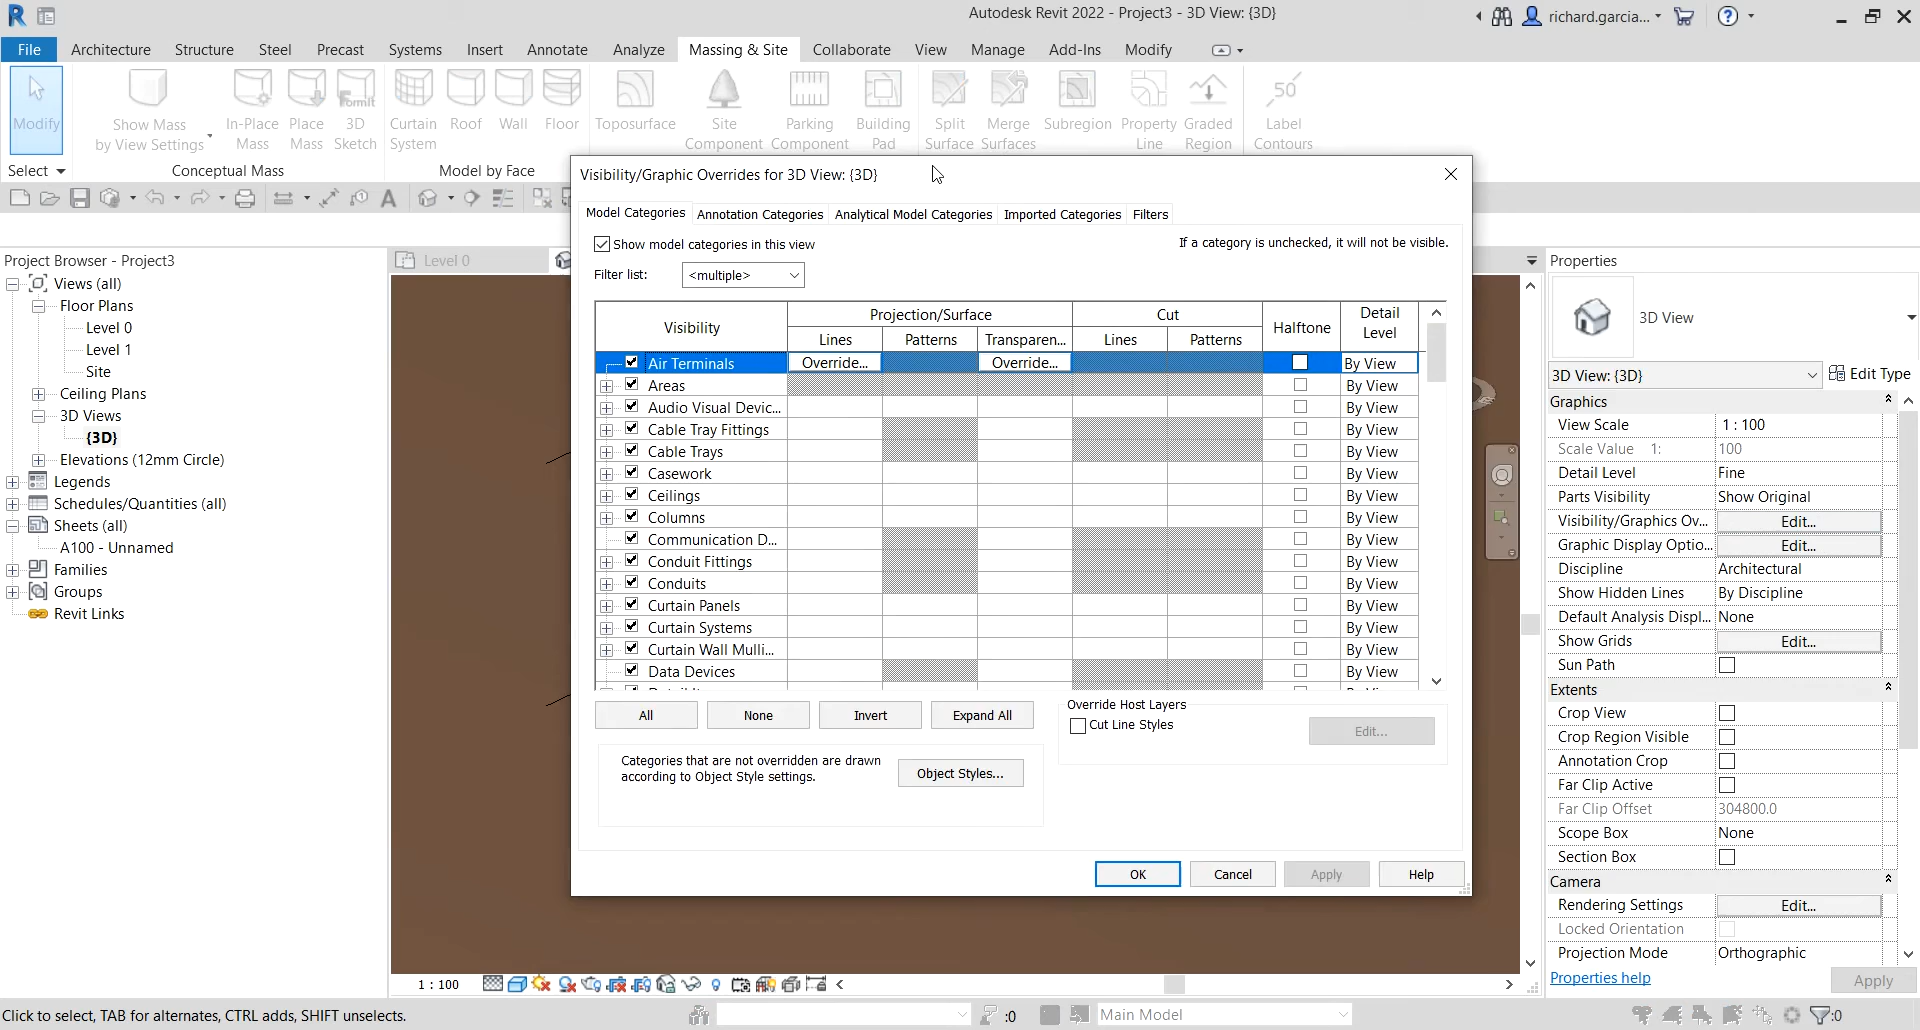 Autodesk Revit 2022 - Project3 - 3D View: {3D}
richard.garcia...
File Architecture Structure Steel Precast Systems Insert Annotate Analyze Massing & Site Collaborate View Manage Add-Ins Modify
Modify
Show Mass
by View Settings
In-Place
Mass
Place
Mass
FormIt
3D
Sketch
Curtain
System
Roof
Wall
Floor
Toposurface
Site
Component
Parking
Component
Building
Pad
Split
Surface
Merge
Surfaces
Subregion
Property
Line
Graded
Region
50
Label
Contours
Select
Conceptual Mass
Model by Face
Project Browser - Project3
Views (all)
Floor Plans
Level 0
Level 1
Site
Ceiling Plans
3D Views
{3D}
Elevations (12mm Circle)
Legends
Schedules/Quantities (all)
Sheets (all)
A100 - Unnamed
Families
Groups
Revit Links
Level 0
Visibility/Graphic Overrides for 3D View: {3D}
Model Categories Annotation Categories Analytical Model Categories Imported Categories Filters
Show model categories in this view
If a category is unchecked, it will not be visible.
Filter list: <multiple>
Visibility Projection/Surface Cut Halftone Detail Level
Lines Patterns Transparen... Lines Patterns
Air Terminals Override... Override... By View
Areas By View
Audio Visual Devic... By View
Cable Tray Fittings By View
Cable Trays By View
Casework By View
Ceilings By View
Columns By View
Communication D... By View
Conduit Fittings By View
Conduits By View
Curtain Panels By View
Curtain Systems By View
Curtain Wall Mulli... By View
Data Devices By View
All None Invert Expand All
Override Host Layers
Cut Line Styles
Edit...
Categories that are not overridden are drawn
according to Object Style settings.
Object Styles...
OK Cancel Apply Help
Properties
3D View
3D View: {3D} Edit Type
Graphics
View Scale 1 : 100
Scale Value 1: 100
Detail Level Fine
Parts Visibility Show Original
Visibility/Graphics Ov... Edit...
Graphic Display Optio... Edit...
Discipline Architectural
Show Hidden Lines By Discipline
Default Analysis Displ... None
Show Grids Edit...
Sun Path
Extents
Crop View
Crop Region Visible
Annotation Crop
Far Clip Active
Far Clip Offset 304800.0
Scope Box None
Section Box
Camera
Rendering Settings Edit...
Locked Orientation
Projection Mode Orthographic
Properties help
Apply
1 : 100
Click to select, TAB for alternates, CTRL adds, SHIFT unselects.
:0
Main Model
:0